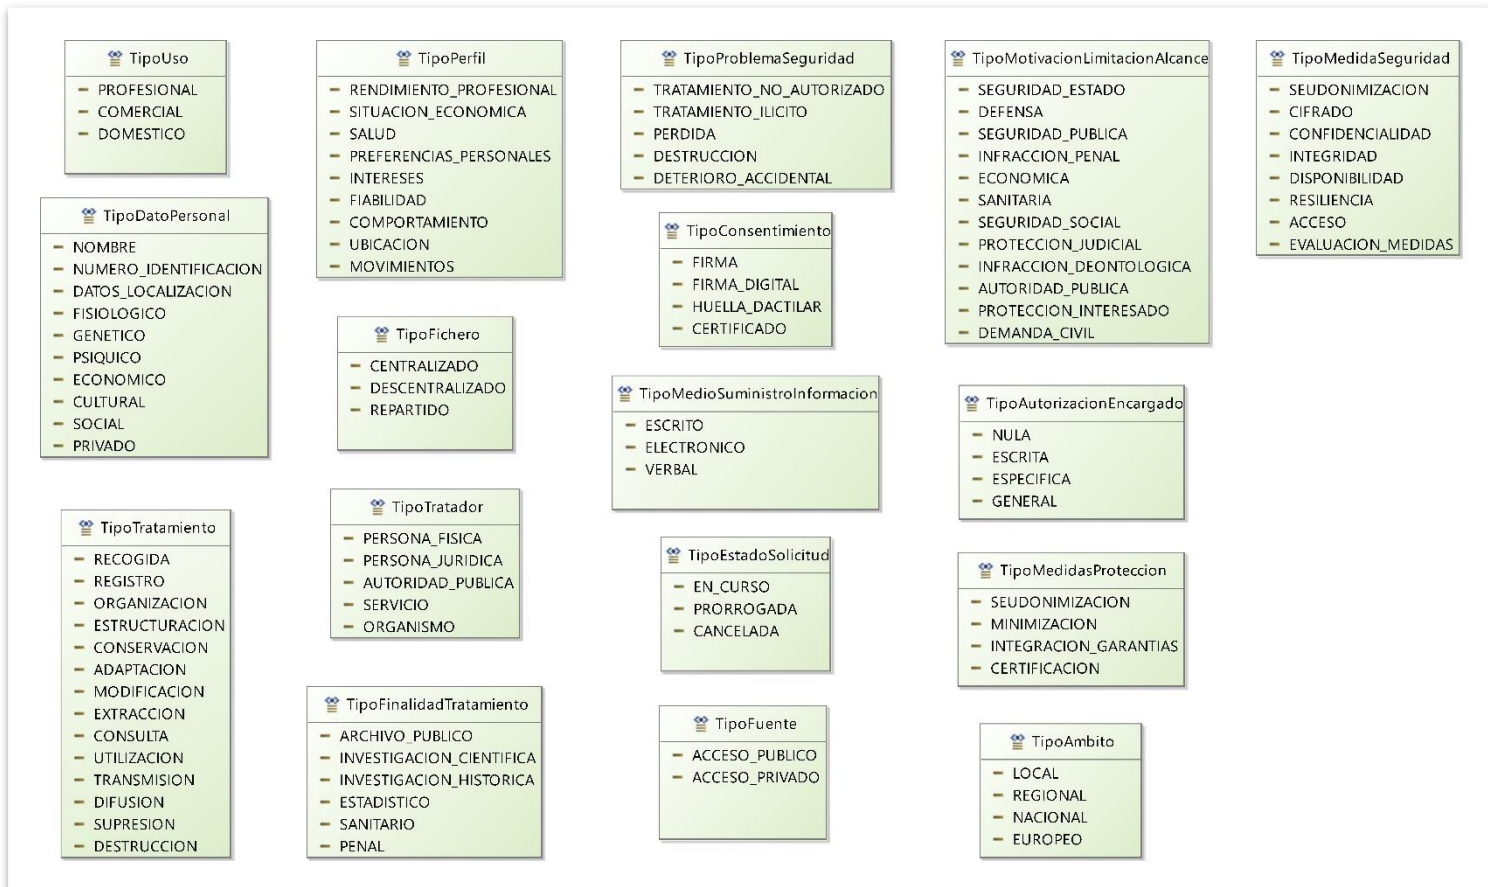 TipoUso
PROFESIONAL
COMERCIAL
DOMESTICO
TipoDatoPersonal
NOMBRE
NUMERO_IDENTIFICACION
DATOS_LOCALIZACION
FISIOLOGICO
GENETICO
PSIQUICO
ECONOMICO
CULTURAL
SOCIAL
PRIVADO
TipoTratamiento
RECOGIDA
REGISTRO
ORGANIZACION
ESTRUCTURACION
CONSERVACION
ADAPTACION
MODIFICACION
EXTRACCION
CONSULTA
UTILIZACION
TRANSMISION
DIFUSION
SUPRESION
DESTRUCCION
TipoPerfil
RENDIMIENTO_PROFESIONAL
SITUACION_ECONOMICA
SALUD
PREFERENCIAS_PERSONALES
INTERESES
FIABILIDAD
COMPORTAMIENTO
UBICACION
MOVIMIENTOS
TipoFichero
CENTRALIZADO
DESCENTRALIZADO
REPARTIDO
TipoTratador
PERSONA_FISICA
PERSONA_JURIDICA
AUTORIDAD_PUBLICA
SERVICIO
ORGANISMO
TipoFinalidadTratamiento
ARCHIVO_PUBLICO
INVESTIGACION_CIENTIFICA
INVESTIGACION_HISTORICA
ESTADISTICO
SANITARIO
PENAL
TipoProblemaSeguridad
TRATAMIENTO_NO_AUTORIZADO
TRATAMIENTO_ILICITO
PERDIDA
DESTRUCCION
DETERIORO_ACCIDENTAL
TipoConsentimiento
FIRMA
FIRMA_DIGITAL
HUELLA_DACTILAR
CERTIFICADO
TipoMedioSuministroInformacion
ESCRITO
ELECTRONICO
VERBAL
TipoEstadoSolicitud
EN_CURSO
PRORROGADA
CANCELADA
TipoFuente
ACCESO_PUBLICO
ACCESO_PRIVADO
TipoMotivacionLimitacionAlcance
SEGURIDAD_ESTADO
DEFENSA
SEGURIDAD_PUBLICA
INFRACCION_PENAL
ECONOMICA
SANITARIA
SEGURIDAD_SOCIAL
PROTECCION_JUDICIAL
INFRACCION_DEONTOLOGICA
AUTORIDAD_PUBLICA
PROTECCION_INTERESADO
DEMANDA_CIVIL
TipoAutorizacionEncargado
NULA
ESCRITA
ESPECIFICA
GENERAL
TipoMedidasProteccion
SEUDONIMIZACION
MINIMIZACION
INTEGRACION_GARANTIAS
CERTIFICACION
TipoAmbito
LOCAL
REGIONAL
NACIONAL
EUROPEO
TipoMedidaSeguridad
SEUDONIMIZACION
CIFRADO
CONFIDENCIALIDAD
INTEGRIDAD
DISPONIBILIDAD
RESILIENCIA
ACCESO
EVALUACION_MEDIDAS